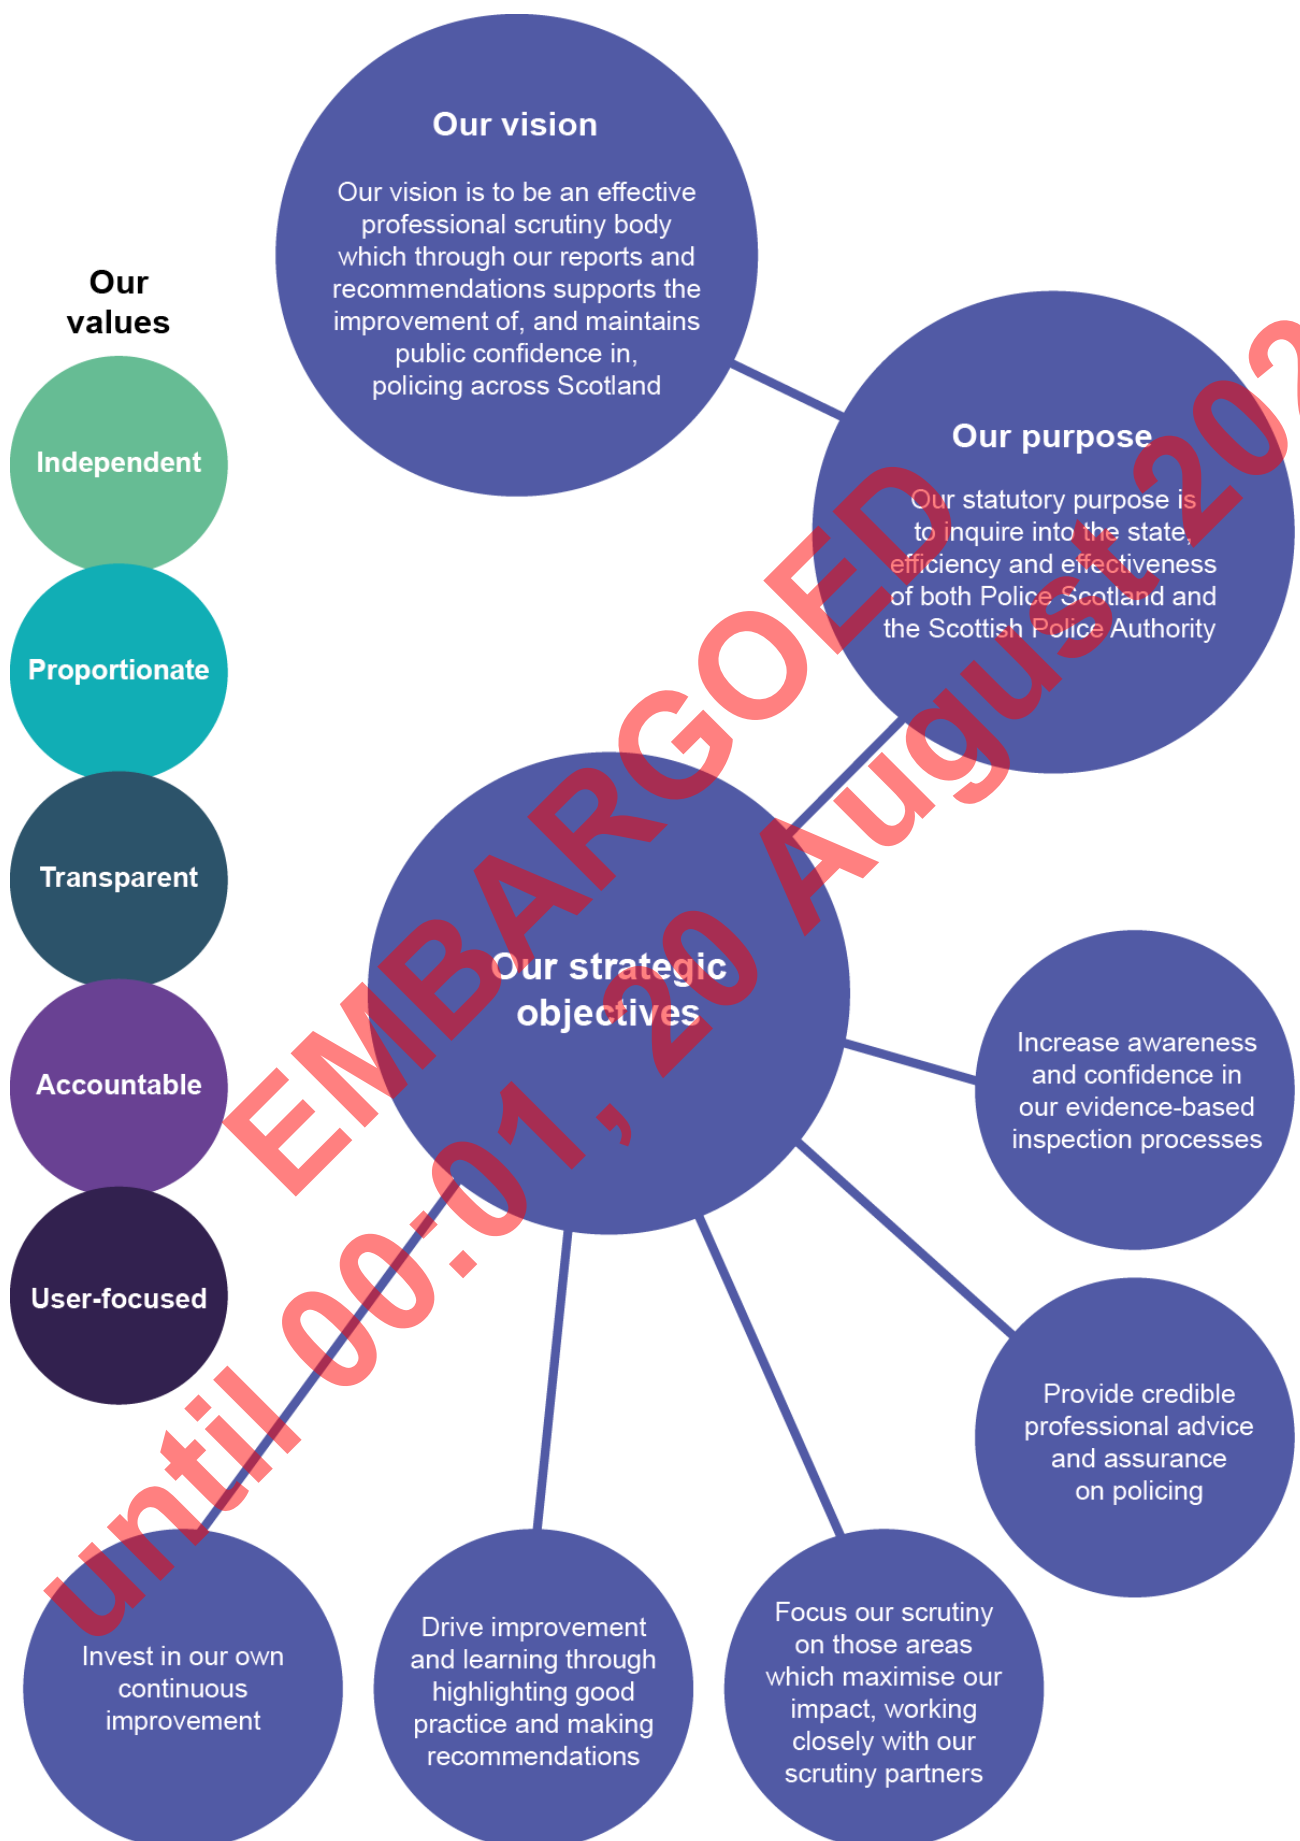 Our vision
Our vision is to be an effective
professional scrutiny body
which through our reports and
recommendations supports the
improvement of, and maintains
public confidence in,
policing across Scotland
Our
values
Independent
Proportionate
Transparent
Accountable
User-focused
Our purpose
Our statutory purpose is
to inquire into the state,
efficiency and effectiveness
of both Police Scotland and
the Scottish Police Authority
Our strategic
objectives
Increase awareness
and confidence in
our evidence-based
inspection processes
Provide credible
professional advice
and assurance
on policing
Focus our scrutiny
on those areas
which maximise our
impact, working
closely with our
scrutiny partners
Drive improvement
and learning through
highlighting good
practice and making
recommendations
Invest in our own
continuous
improvement
EMBARGOED
until 00:01, 20 August